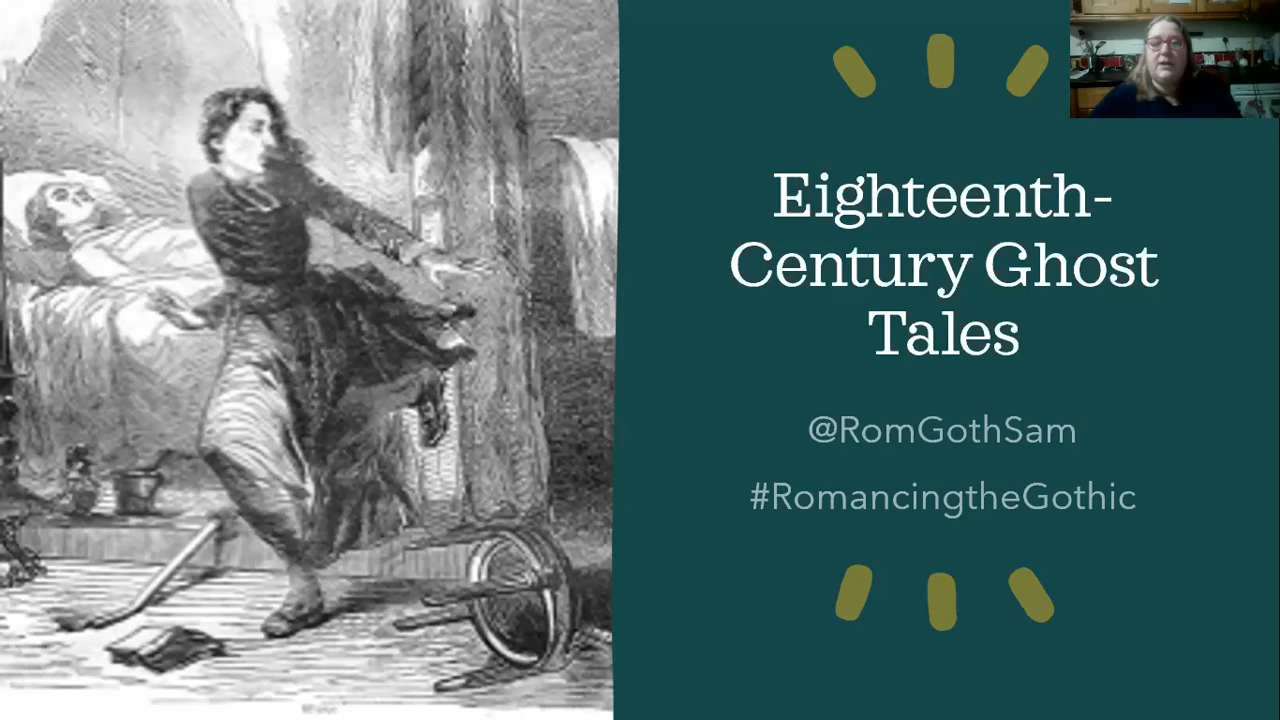 Eighteenth-
Century Ghost
Tales
@RomGothSam
#RomancingtheGothic